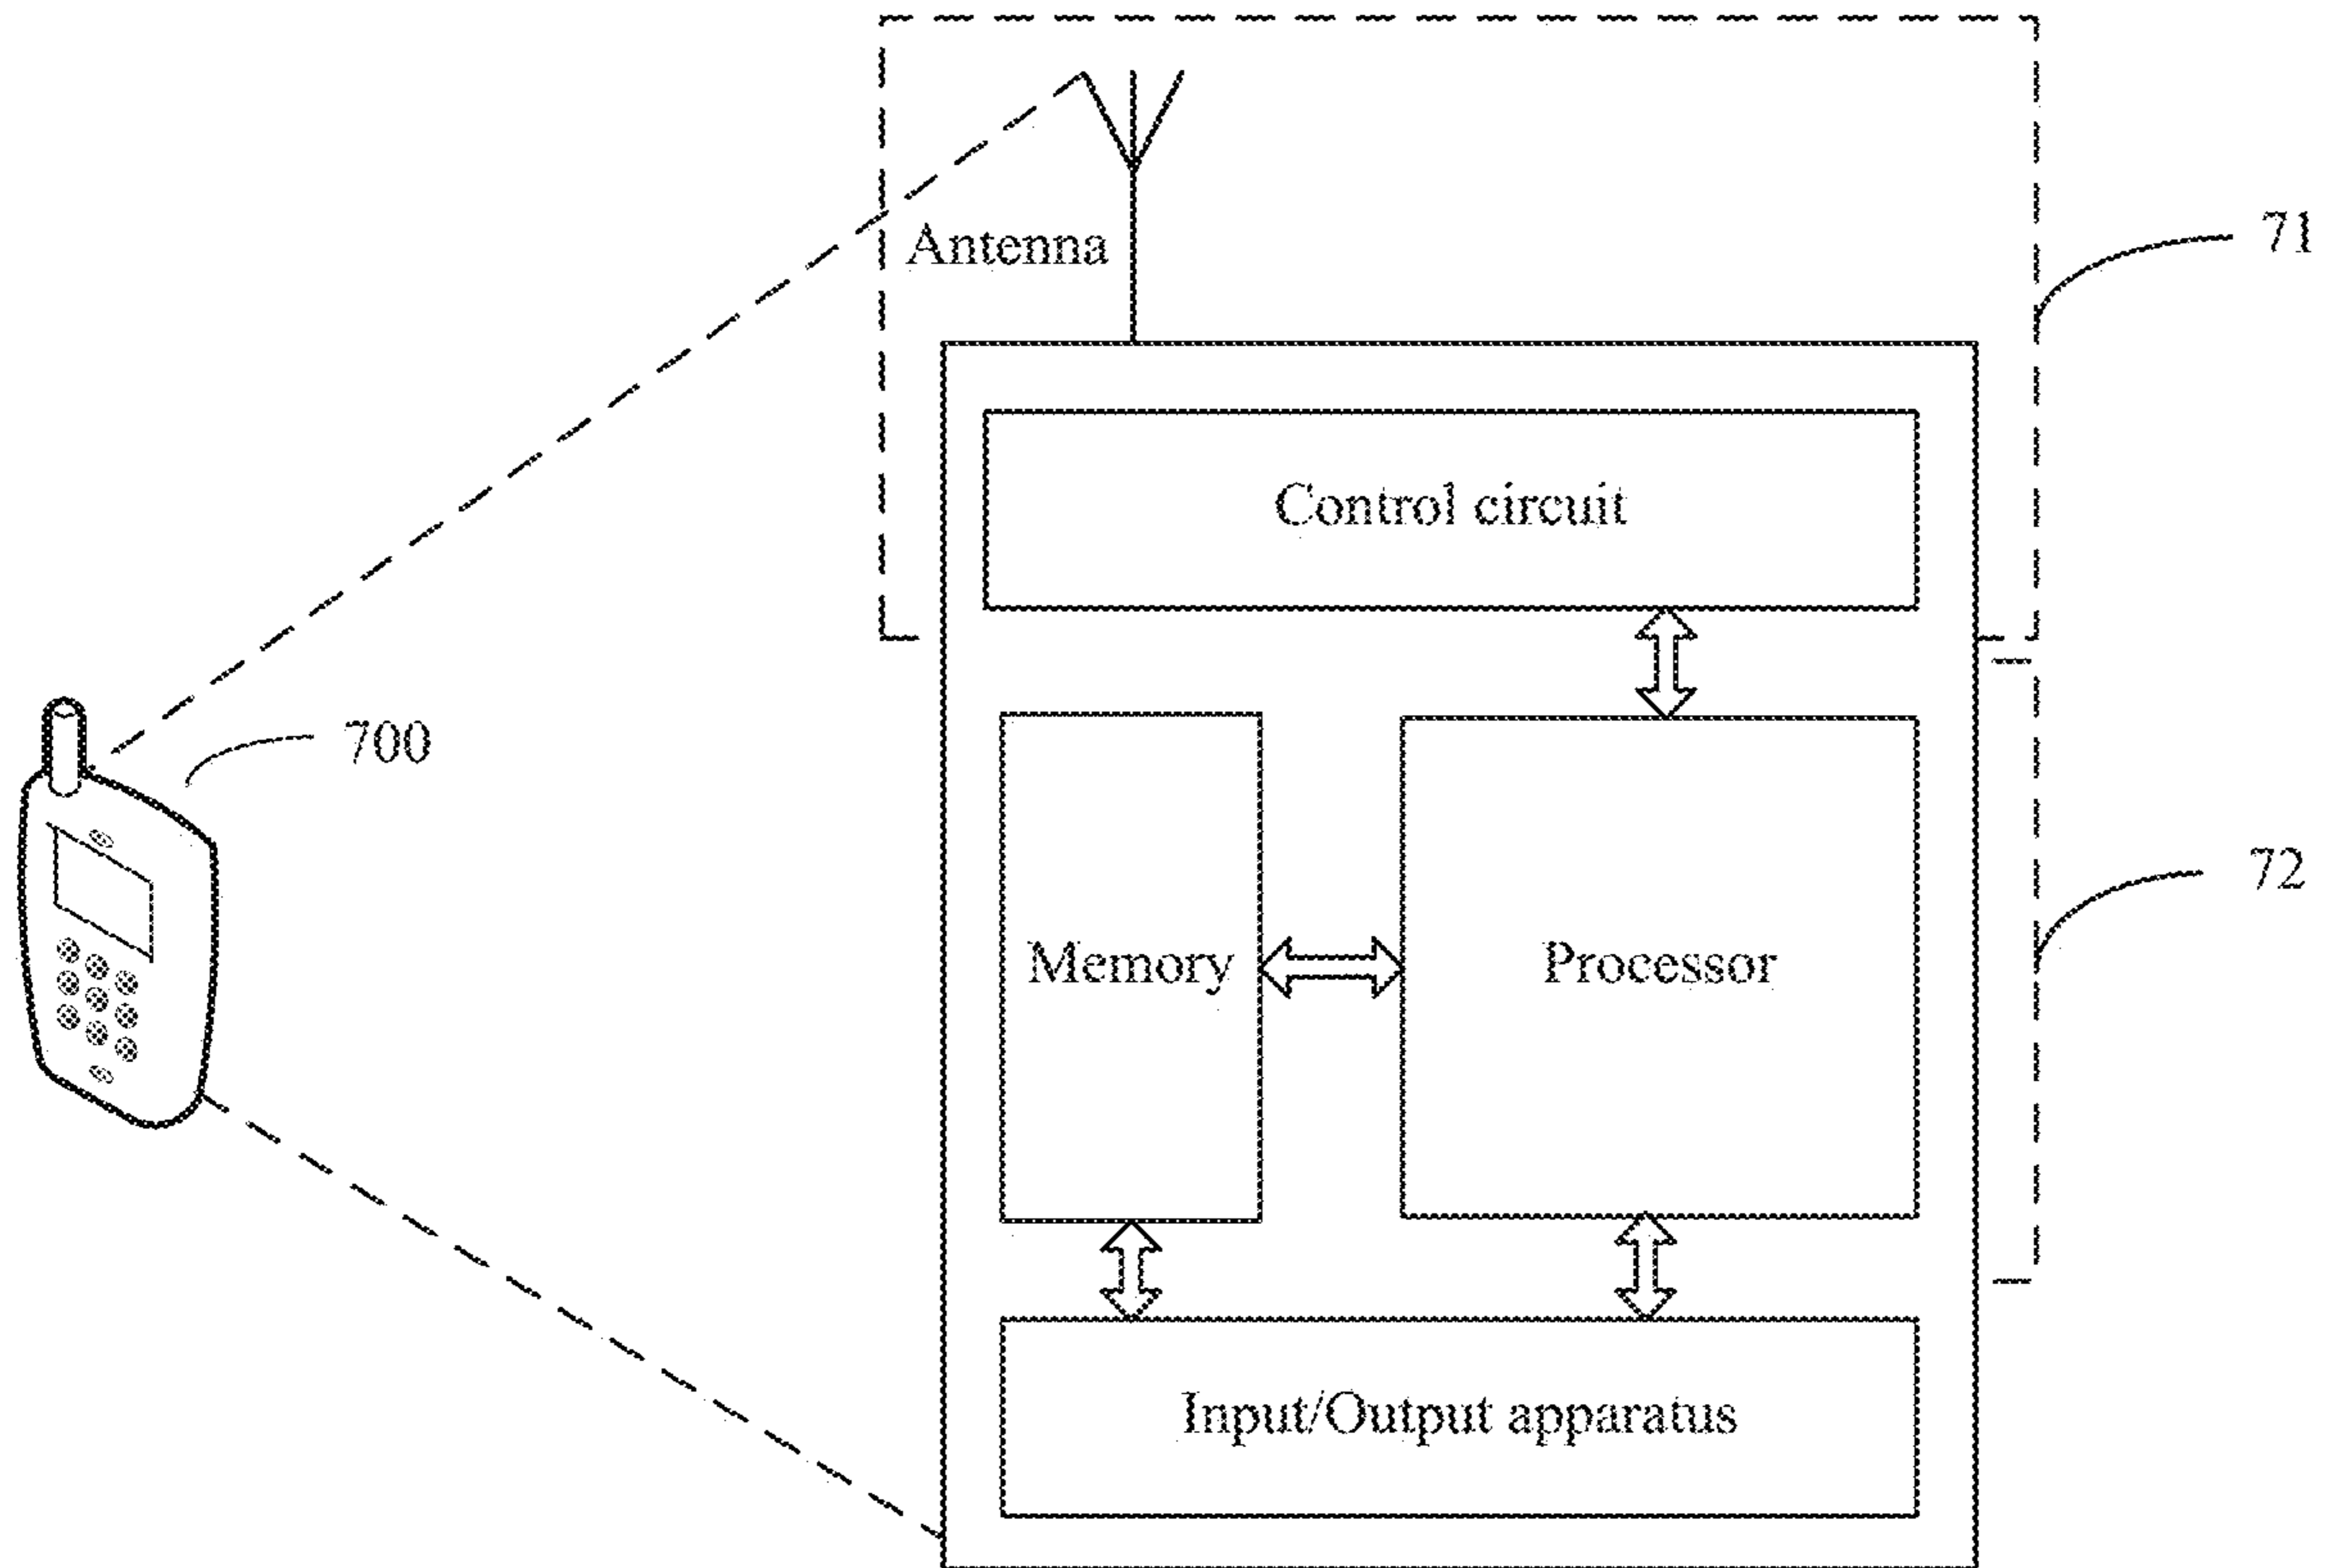 Antenna
71
Control circuit
700
72
Memory
Processor
Input/Output apparatus